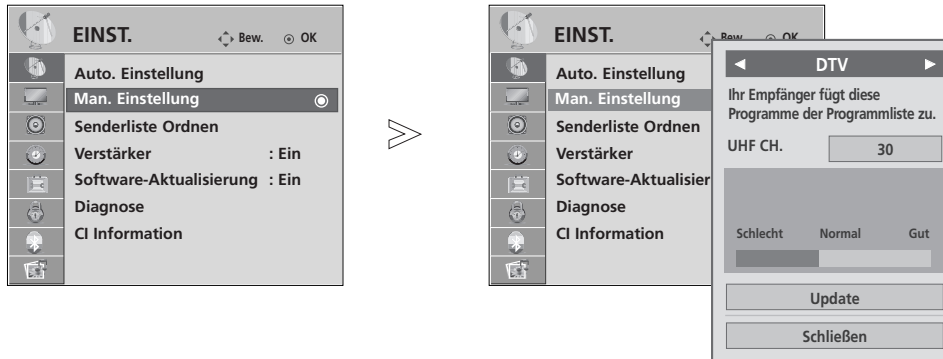 EINST.
Bew.
OK
Auto. Einstellung
Man. Einstellung
Senderliste Ordnen
Verstärker : Ein
Software-Aktualisierung : Ein
Diagnose
CI Information
EINST.
Bew.
OK
Auto. Einstellung
Man. Einstellung
Senderliste Ordnen
Verstärker
Software-Aktualisier
Diagnose
CI Information
DTV
Ihr Empfänger fügt diese
Programme der Programmliste zu.
UHF CH. 30
Schlecht Normal Gut
Update
Schließen